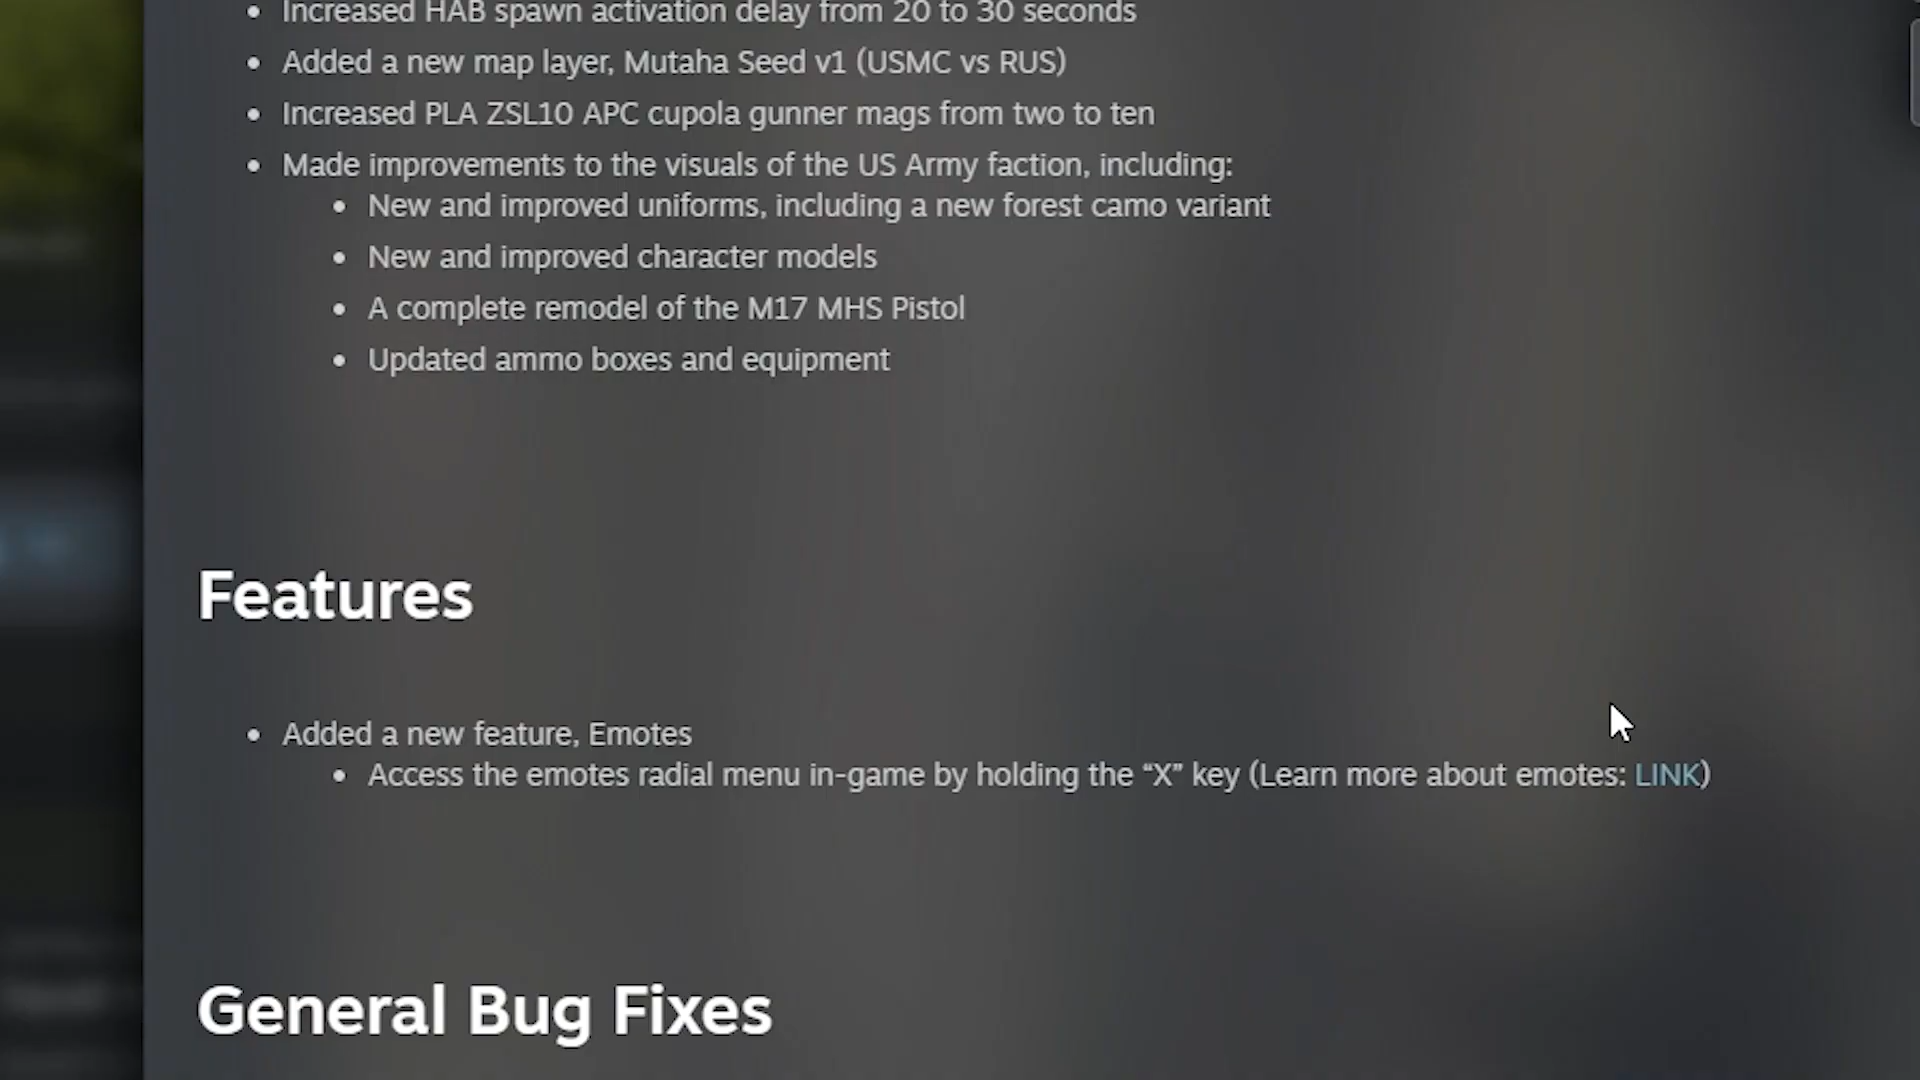 Increased HAB spawn activation delay from 20 to 30 seconds
Added a new map layer, Mutaha Seed v1 (USMC vs RUS)
Increased PLA ZSL10 APC cupola gunner mags from two to ten
Made improvements to the visuals of the US Army faction, including:
New and improved uniforms, including a new forest camo variant
New and improved character models
A complete remodel of the M17 MHS Pistol
Updated ammo boxes and equipment
Features
Added a new feature, Emotes
Access the emotes radial menu in-game by holding the “X” key (Learn more about emotes: LINK)
General Bug Fixes